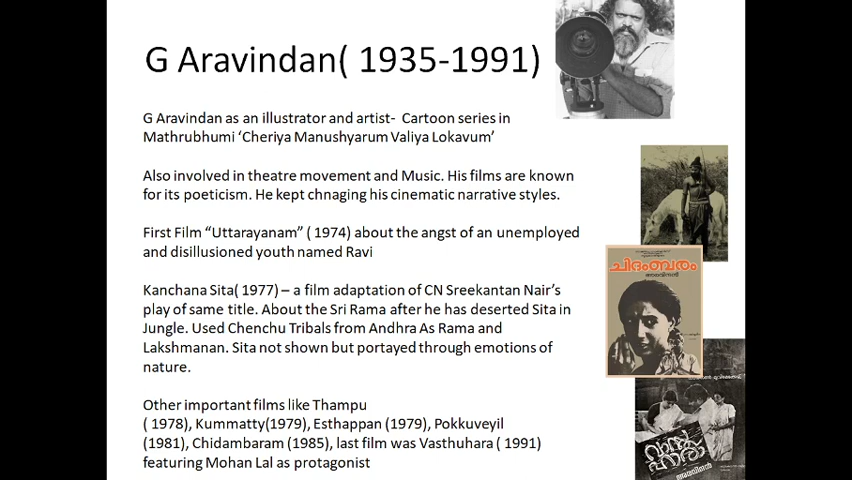 G Aravindan( 1935-1991)
G Aravindan as an illustrator and artist-  Cartoon series in
Mathrubhumi ‘Cheriya Manushyarum Valiya Lokavum’
Also involved in theatre movement and Music. His films are known
for its poeticism. He kept chnaging his cinematic narrative styles.
First Film “Uttarayanam” ( 1974) about the angst of an unemployed
and disillusioned youth named Ravi
Kanchana Sita( 1977) – a film adaptation of CN Sreekantan Nair’s
play of same title. About the Sri Rama after he has deserted Sita in
Jungle. Used Chenchu Tribals from Andhra As Rama and
Lakshmanan. Sita not shown but portayed through emotions of
nature.
Other important films like Thampu
( 1978), Kummatty(1979), Esthappan (1979), Pokkuveyil
(1981), Chidambaram (1985), last film was Vasthuhara ( 1991)
featuring Mohan Lal as protagonist
ചിദംബരം
വാസ്തുഹാരാ
അരവിന്ദൻ